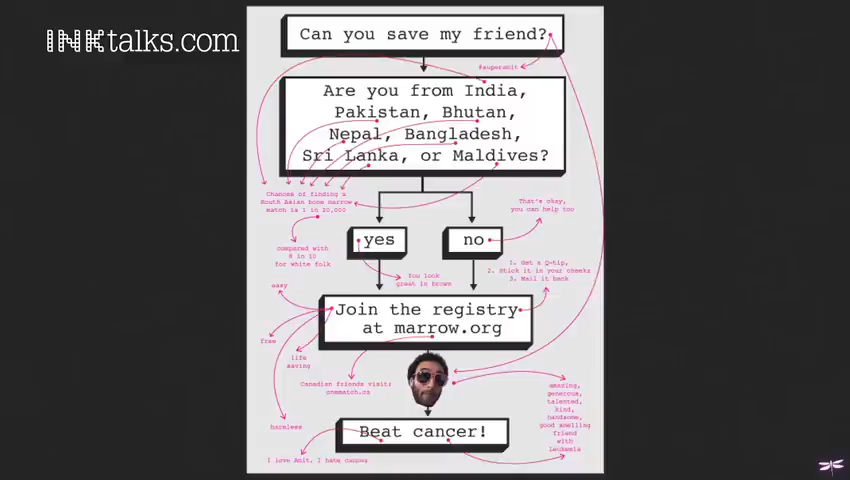 INKtalks.com
Can you save my friend?
#supershit
Are you from India,
Pakistan, Bhutan,
Nepal, Bangladesh,
Sri Lanka, or Maldives?
Chances of finding a
South Asian bone marrow
match is 1 in 20,000
That's okay,
you can help too
yes
no
compared with
8 in 10
for white folk
You look
great in brown
1. Get a Q-tip,
2. Stick it in your cheeks
3. Mail it back
easy
Join the registry
at marrow.org
free
life
saving
Canadian friends visit:
onematch.ca
amazing,
generous,
talented,
kind,
handsome,
good smelling
friend
with
leukemia
harmless
Beat cancer!
I love Amit. I hate cancer